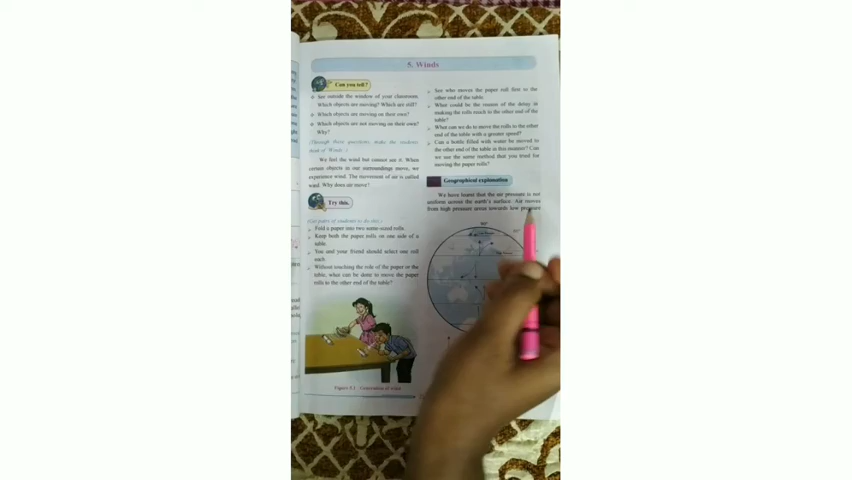 5. Winds
Can you tell?
See outside the window of your classroom.
Which objects are moving? Which are still?
Which objects are moving on their own?
Which objects are not moving on their own?
Why?
(Through these questions, make the students
think of 'Winds'.)
We feel the wind but cannot see it. When
certain objects in our surroundings move, we
experience wind. The movement of air is called
wind. Why does air move?
Try this.
(Get pairs of students to do this.)
Fold a paper into two same-sized rolls.
Keep both the paper rolls on one side of a
table.
You and your friend should select one roll
each.
Without touching the rolls of the paper or the
table, what can be done to move the paper
rolls to the other end of the table?
Figure 5.1 : Generation of wind
See who moves the paper roll first to the
other end of the table.
What could be the reason of the delay in
making the rolls reach to the other end of the
table?
What can we do to move the rolls to the other
end of the table with a greater speed?
Can a bottle filled with water be moved to
the other end of the table in this manner? Can
we use the same method that you tried for
moving the paper rolls?
Geographical explanation
We have learnt that the air pressure is not
uniform across the earth's surface. Air moves
from high pressure areas towards low pressure
90°